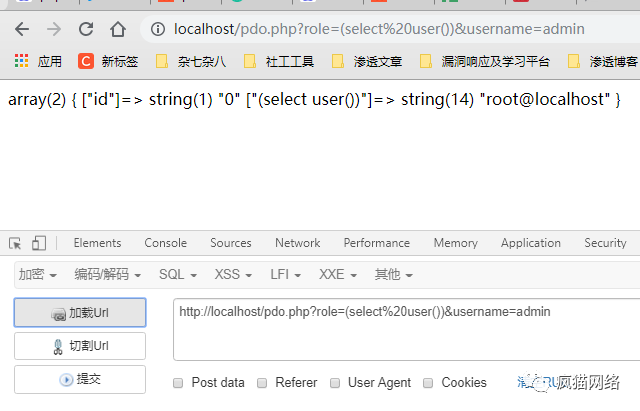 localhost/pdo.php?role=(select%20user())&username=admin
应用 新标签 杂七杂八 社工工具 渗透文章 漏洞响应及学习平台 渗透博客
array(2) { ["id"]=> string(1) "0" ["(select user())"]=> string(14) "root@localhost" }
Elements Console Sources Network Performance Memory Application Security
加密 编码/解码 SQL XSS LFI XXE 其他
加载Url
http://localhost/pdo.php?role=(select%20user())&username=admin
切割Url
提交
Post data Referer User Agent Cookies
疯猫网络